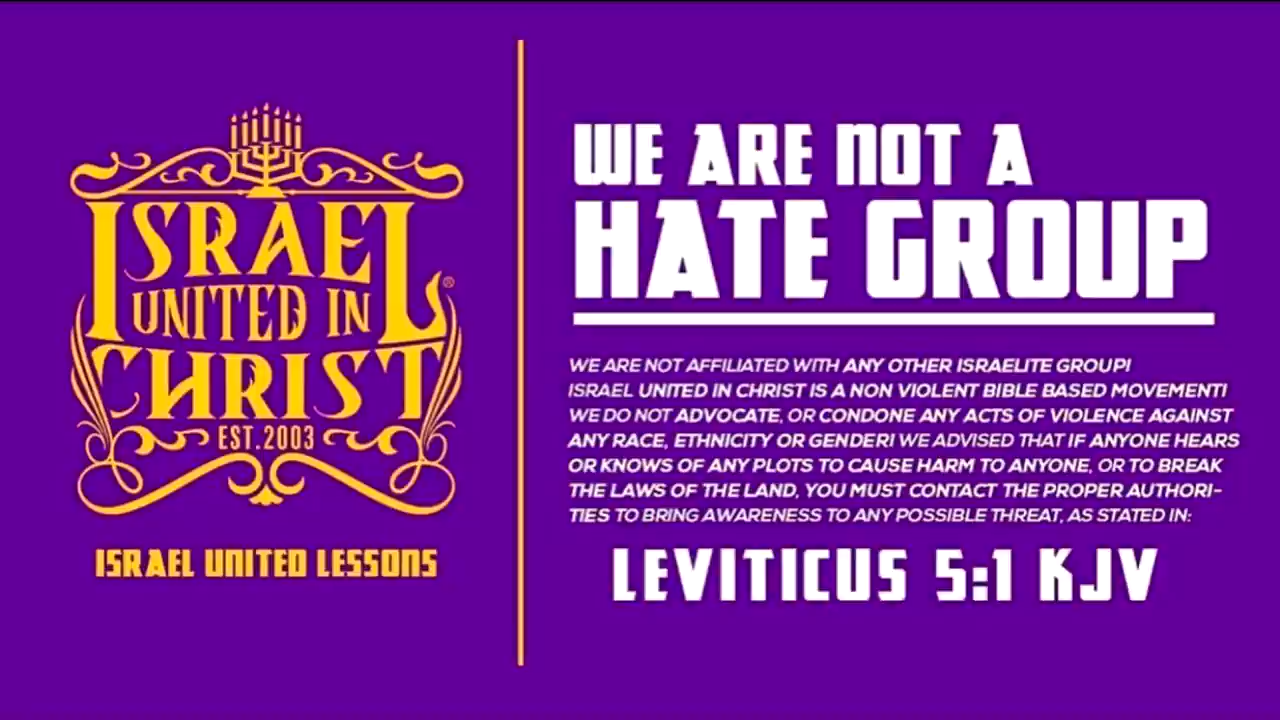 ISRAEL
UNITED IN
CHRIST
EST.2003
ISRAEL UNITED LESSONS
WE ARE NOT A
HATE GROUP
WE ARE NOT AFFILIATED WITH ANY OTHER ISRAELITE GROUP!
ISRAEL UNITED IN CHRIST IS A NON VIOLENT BIBLE BASED MOVEMENT!
WE DO NOT ADVOCATE, OR CONDONE ANY ACTS OF VIOLENCE AGAINST
ANY RACE, ETHNICITY OR GENDER! WE ADVISED THAT IF ANYONE HEARS
OR KNOWS OF ANY PLOTS TO CAUSE HARM TO ANYONE, OR TO BREAK
THE LAWS OF THE LAND, YOU MUST CONTACT THE PROPER AUTHORI-
TIES TO BRING AWARENESS TO ANY POSSIBLE THREAT, AS STATED IN:
LEVITICUS 5:1 KJV